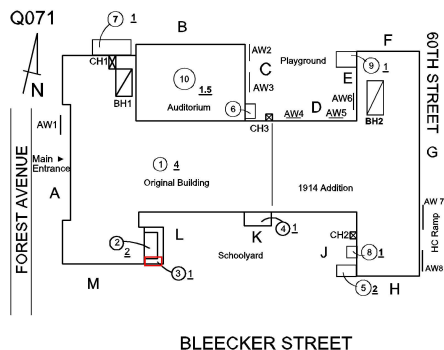 Q071
7 1
B
F
N
CH1
BH1
10
1.5
Auditorium
AW2
C
AW3
Playground
9 1
E
AW6
BH2
60TH STREET
6
CH3
AW4
D
AW5
AW1
Main
Entrance
FOREST AVENUE
A
1 4
Original Building
1914 Addition
G
AW 7
HC Ramp
AW8
2
2
L
3 1
K
4 1
Schoolyard
J
CH2
8 1
5 2
M
H
BLEECKER STREET